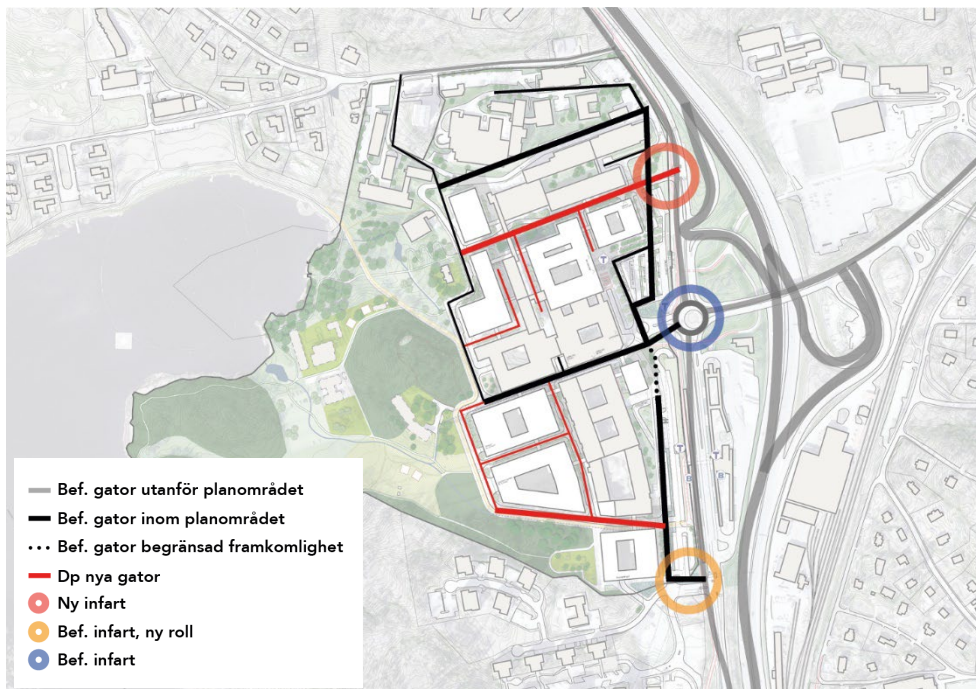 Bef. gator utanför planområdet
Bef. gator inom planområdet
Bef. gator begränsad framkomlighet
Dp nya gator
Ny infart
Bef. infart, ny roll
Bef. infart